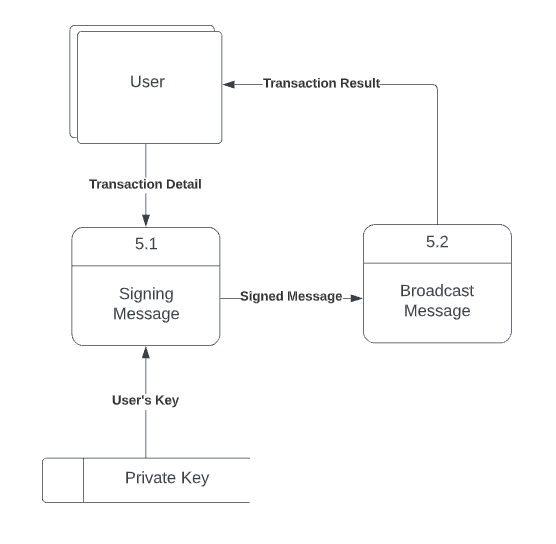 User
Transaction Result
Transaction Detail
5.1
Signing
Message
Signed Message
5.2
Broadcast
Message
User's Key
Private Key